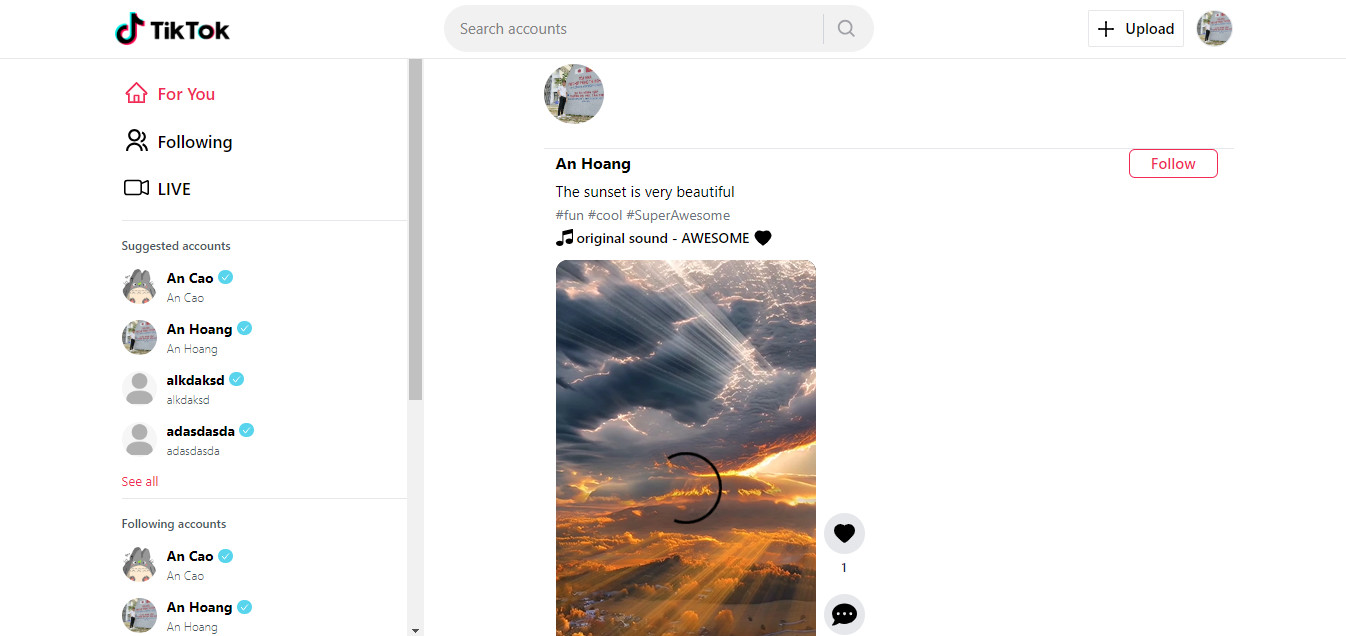 TikTok
Search accounts
Upload
For You
Following
LIVE
Suggested accounts
An Cao
An Cao
An Hoang
An Hoang
alkdaksd
alkdaksd
adasdasda
adasdasda
See all
Following accounts
An Cao
An Cao
An Hoang
An Hoang
An Hoang
Follow
The sunset is very beautiful
#fun #cool #SuperAwesome
original sound - AWESOME
1